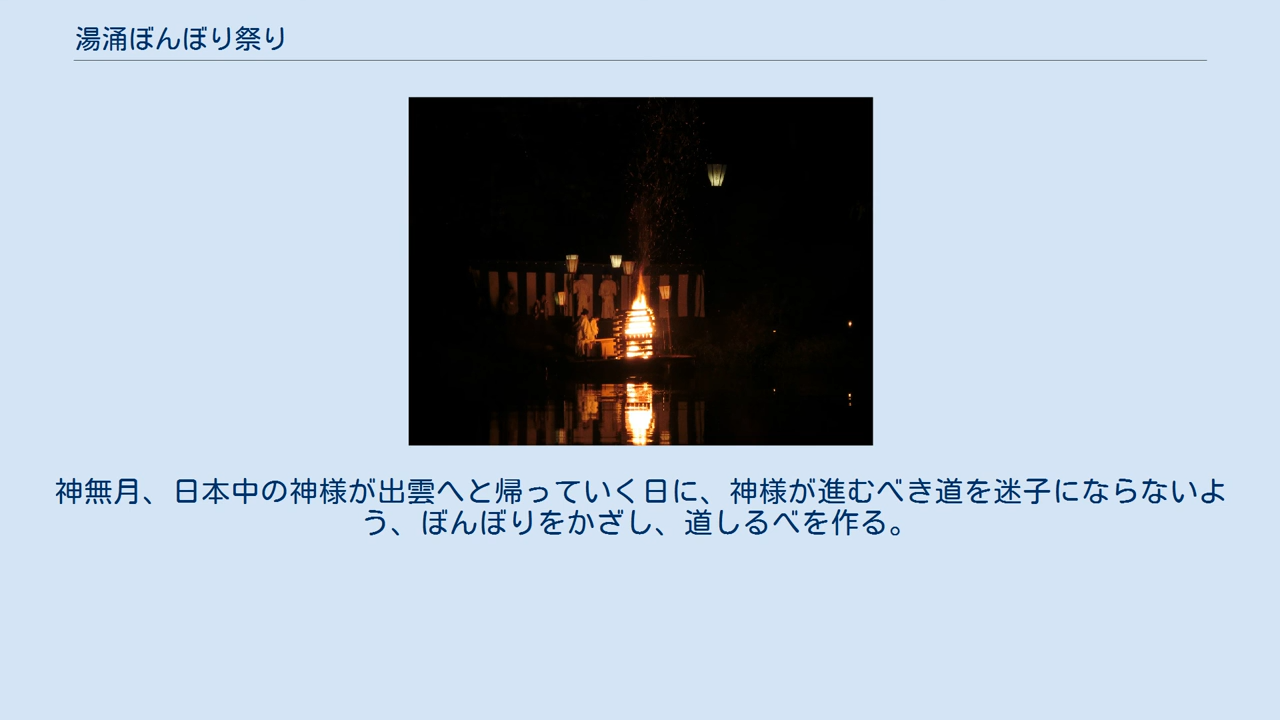 湯涌ぼんぼり祭り
神無月、日本中の神様が出雲へと帰っていく日に、神様が進むべき道を迷子にならないよ
う、ぼんぼりをかざし、道しるべを作る。